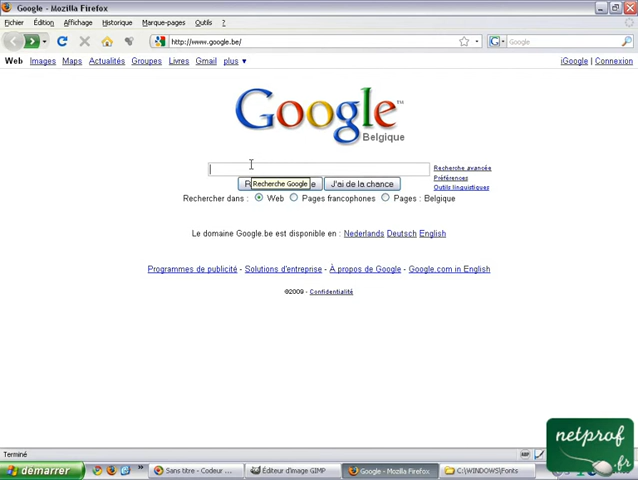 Google - Mozilla Firefox
Fichier Édition Affichage Historique Marque-pages Outils ?
http://www.google.be/
Google
Web Images Maps Actualités Groupes Livres Gmail plus ▼ iGoogle | Connexion
Google™
Belgique
Recherche avancée
Préférences
Outils linguistiques
Recherche Google J'ai de la chance
Rechercher dans : Web Pages francophones Pages : Belgique
Le domaine Google.be est disponible en : Nederlands Deutsch English
Programmes de publicité - Solutions d'entreprise - À propos de Google - Google.com in English
©2009 - Confidentialité
netprof
.fr
Terminé
démarrer Sans titre - Codeur ... Éditeur d'image GIMP Google - Mozilla Firefox C:\WINDOWS\Fonts